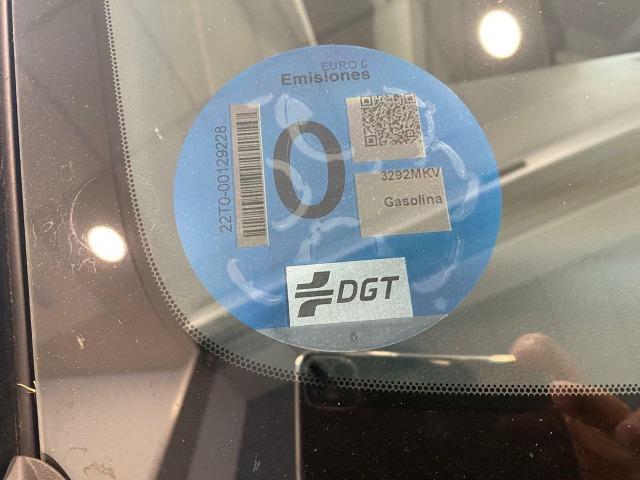 EURO 6
Emisiones
22T0-00129228
0
3292MKV
Gasolina
DGT